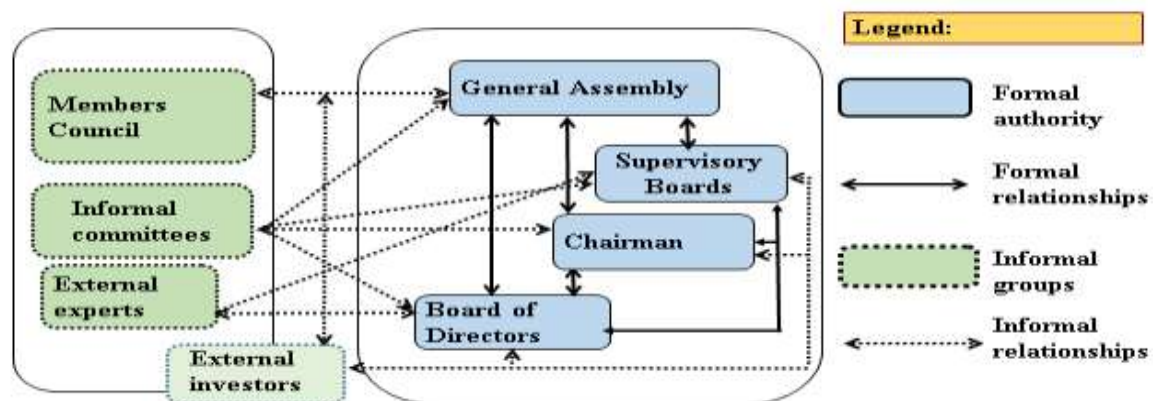 Members
Council
Informal
committees
External
experts
External
investors
General Assembly
Supervisory
Boards
Chairman
Board of
Directors
Legend:
Formal
authority
Formal
relationships
Informal
groups
Informal
relationships